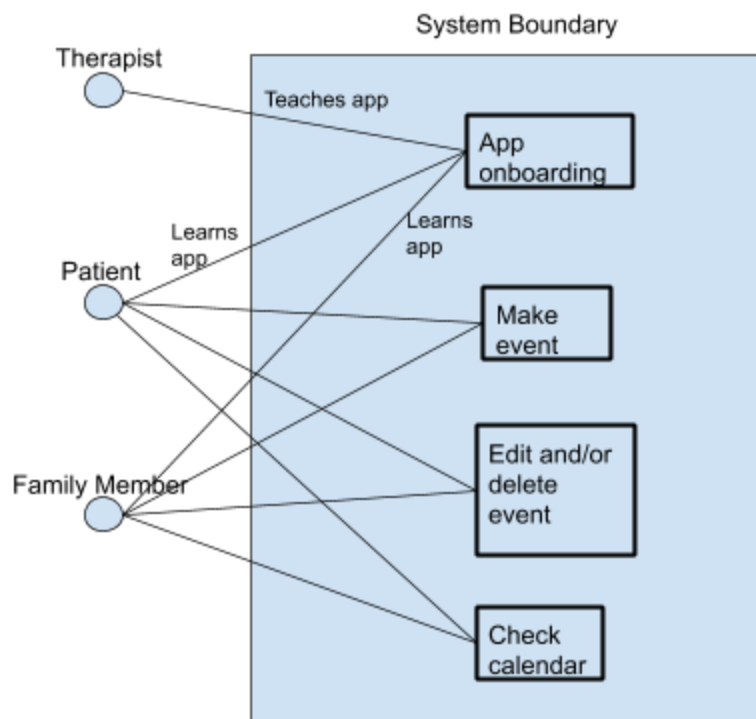 System Boundary
Therapist
Teaches app
App
onboarding
Learns
app
Learns
app
Patient
Make
event
Edit and/or
delete
event
Family Member
Check
calendar